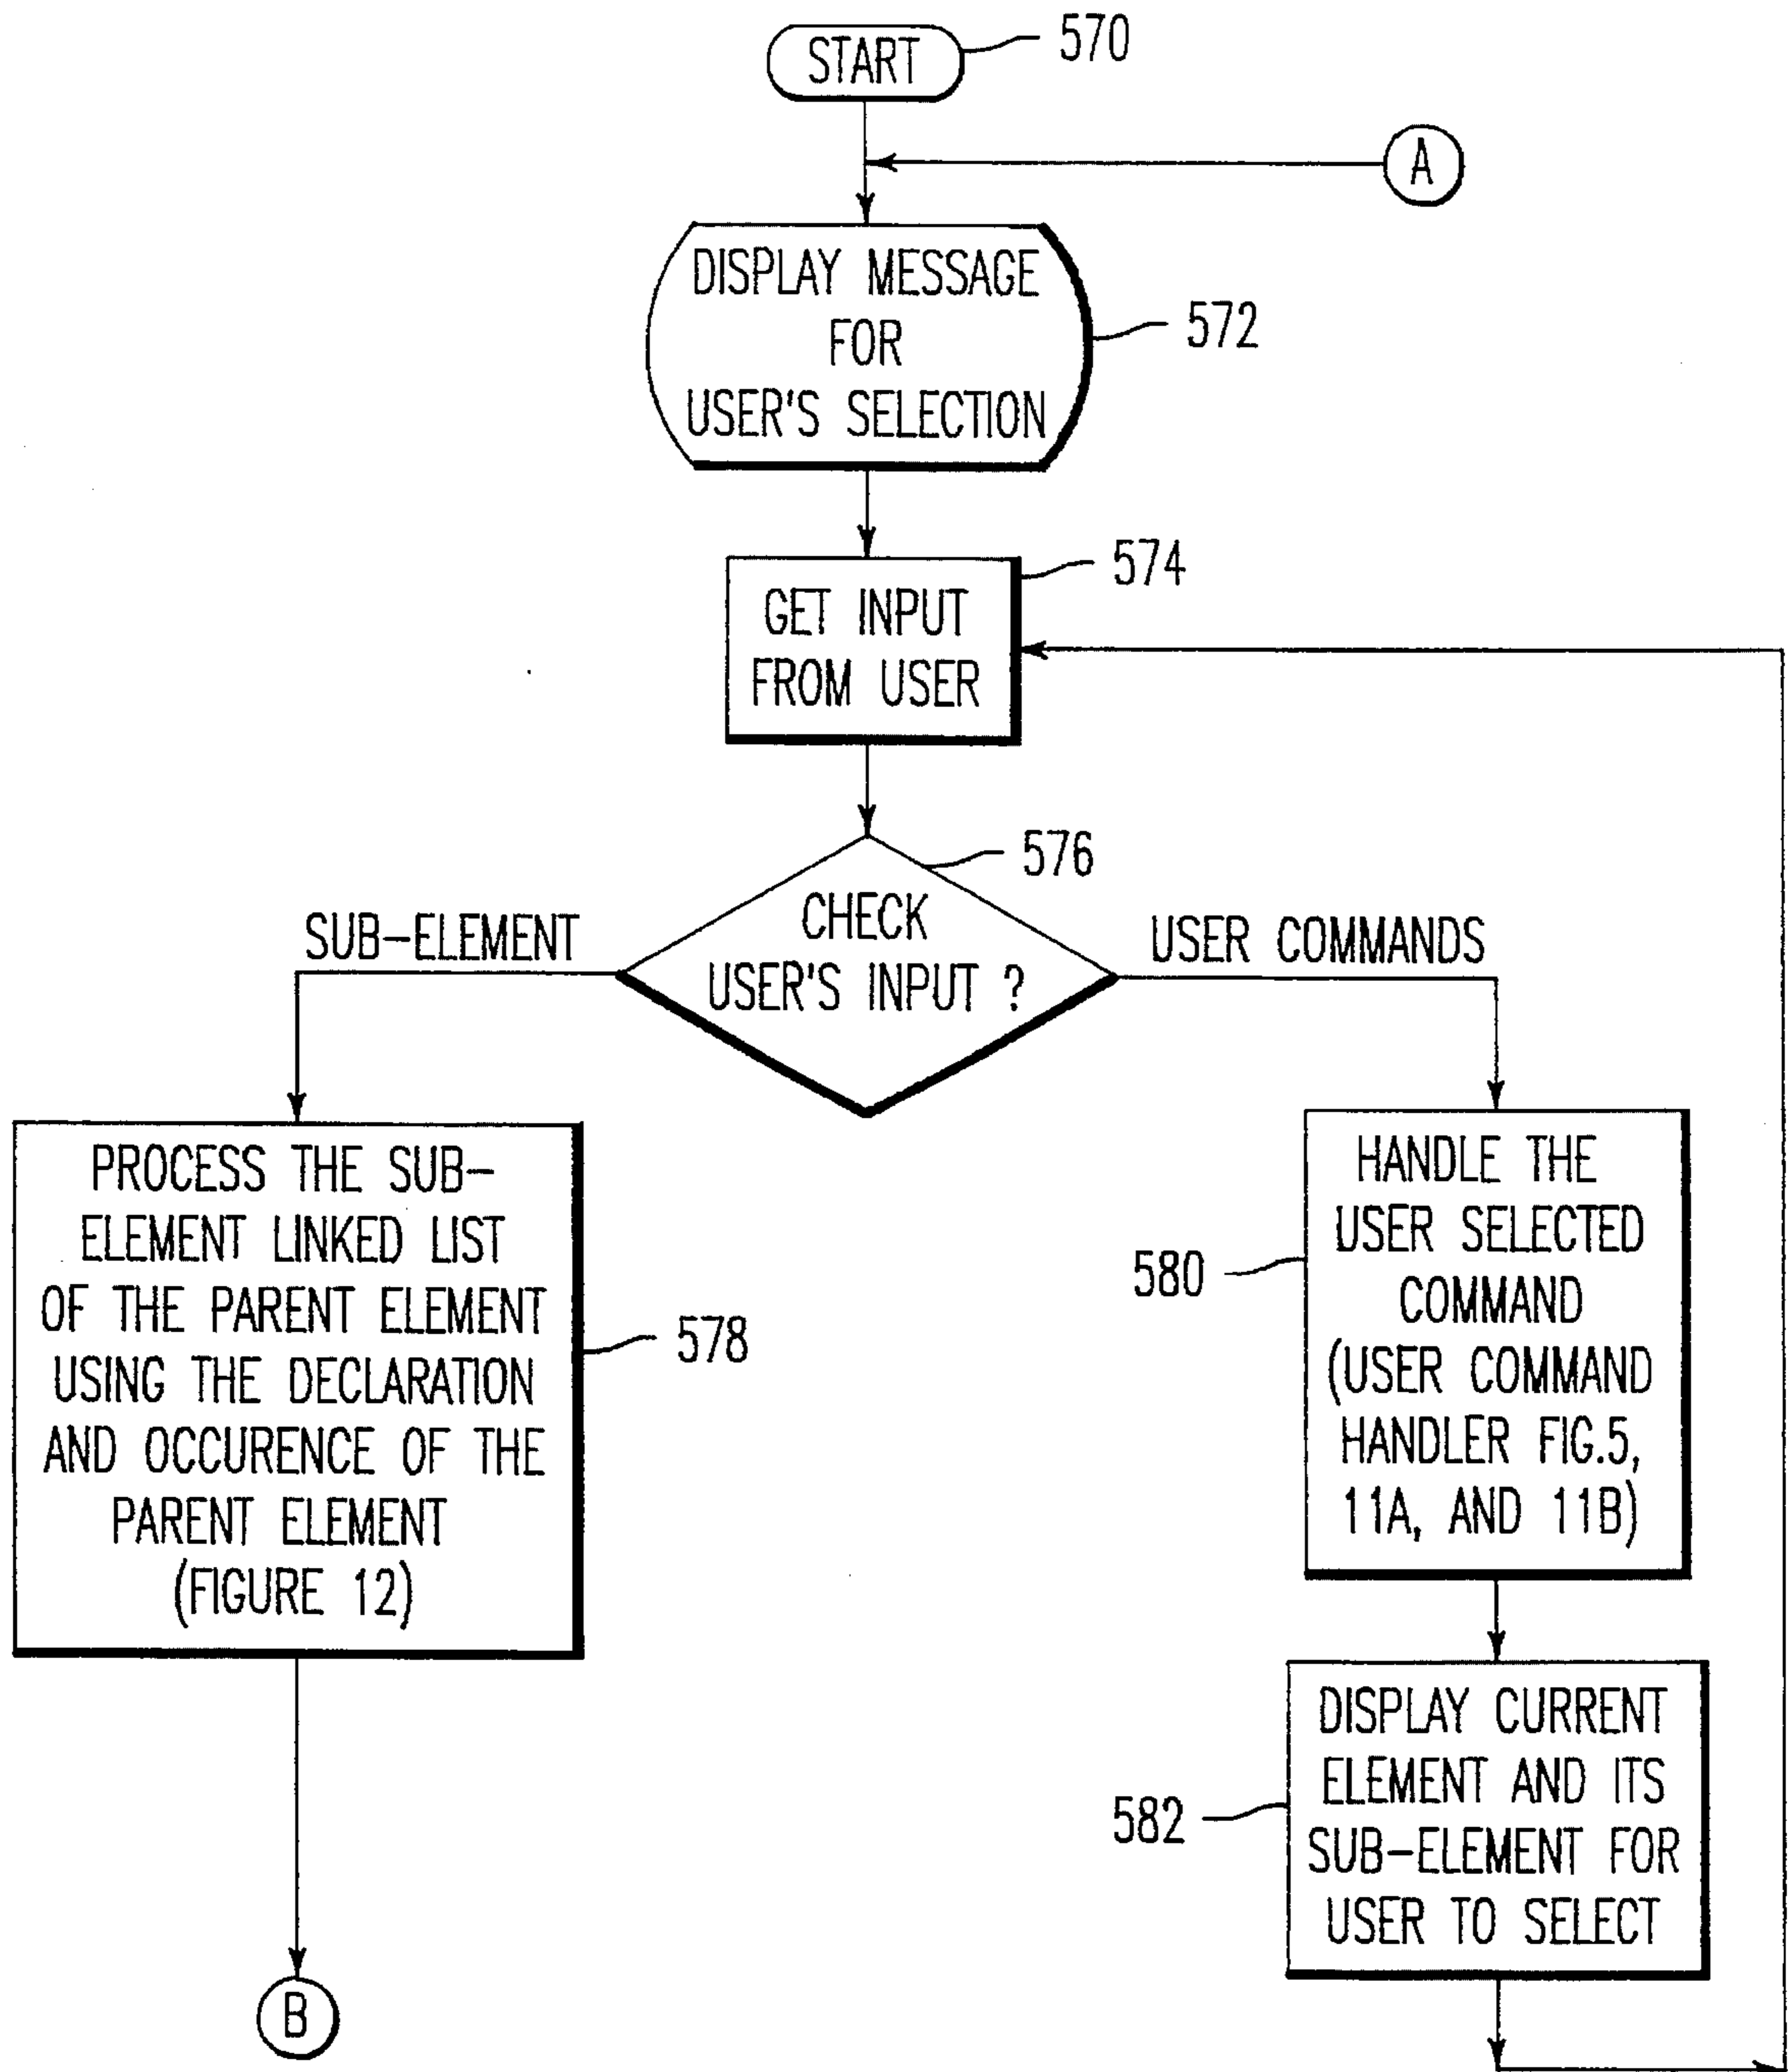 START
570
A
DISPLAY MESSAGE
FOR
USER'S SELECTION
572
574
GET INPUT
FROM USER
576
CHECK
USER'S INPUT ?
SUB-ELEMENT
USER COMMANDS
PROCESS THE SUB-
ELEMENT LINKED LIST
OF THE PARENT ELEMENT
USING THE DECLARATION
AND OCCURENCE OF THE
PARENT ELEMENT
(FIGURE 12)
578
HANDLE THE
USER SELECTED
COMMAND
(USER COMMAND
HANDLER FIG.5,
11A, AND 11B)
580
DISPLAY CURRENT
ELEMENT AND ITS
SUB-ELEMENT FOR
USER TO SELECT
582
B